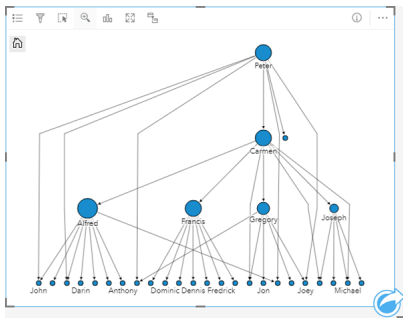 Peter
Carmen
Alfred
Francis
Gregory
Joseph
John
Darin
Anthony
Dominic
Dennis
Fredrick
Jon
Joey
Michael